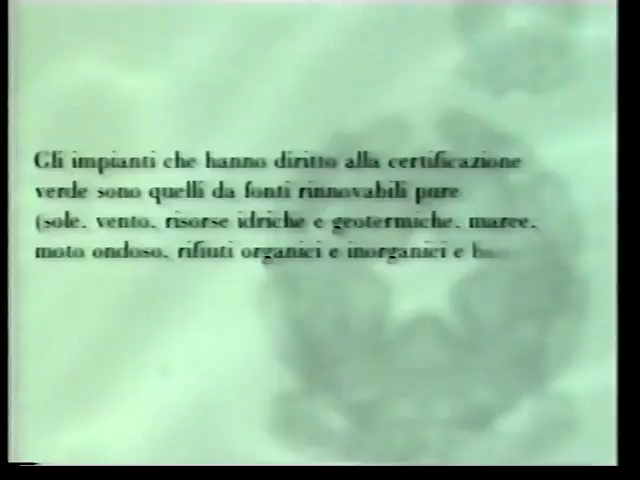 Gli impianti che hanno diritto alla certificazione
verde sono quelli da fonti rinnovabili pure
(sole, vento, risorse idriche e geotermiche, maree,
moto ondoso, rifiuti organici e inorganici e